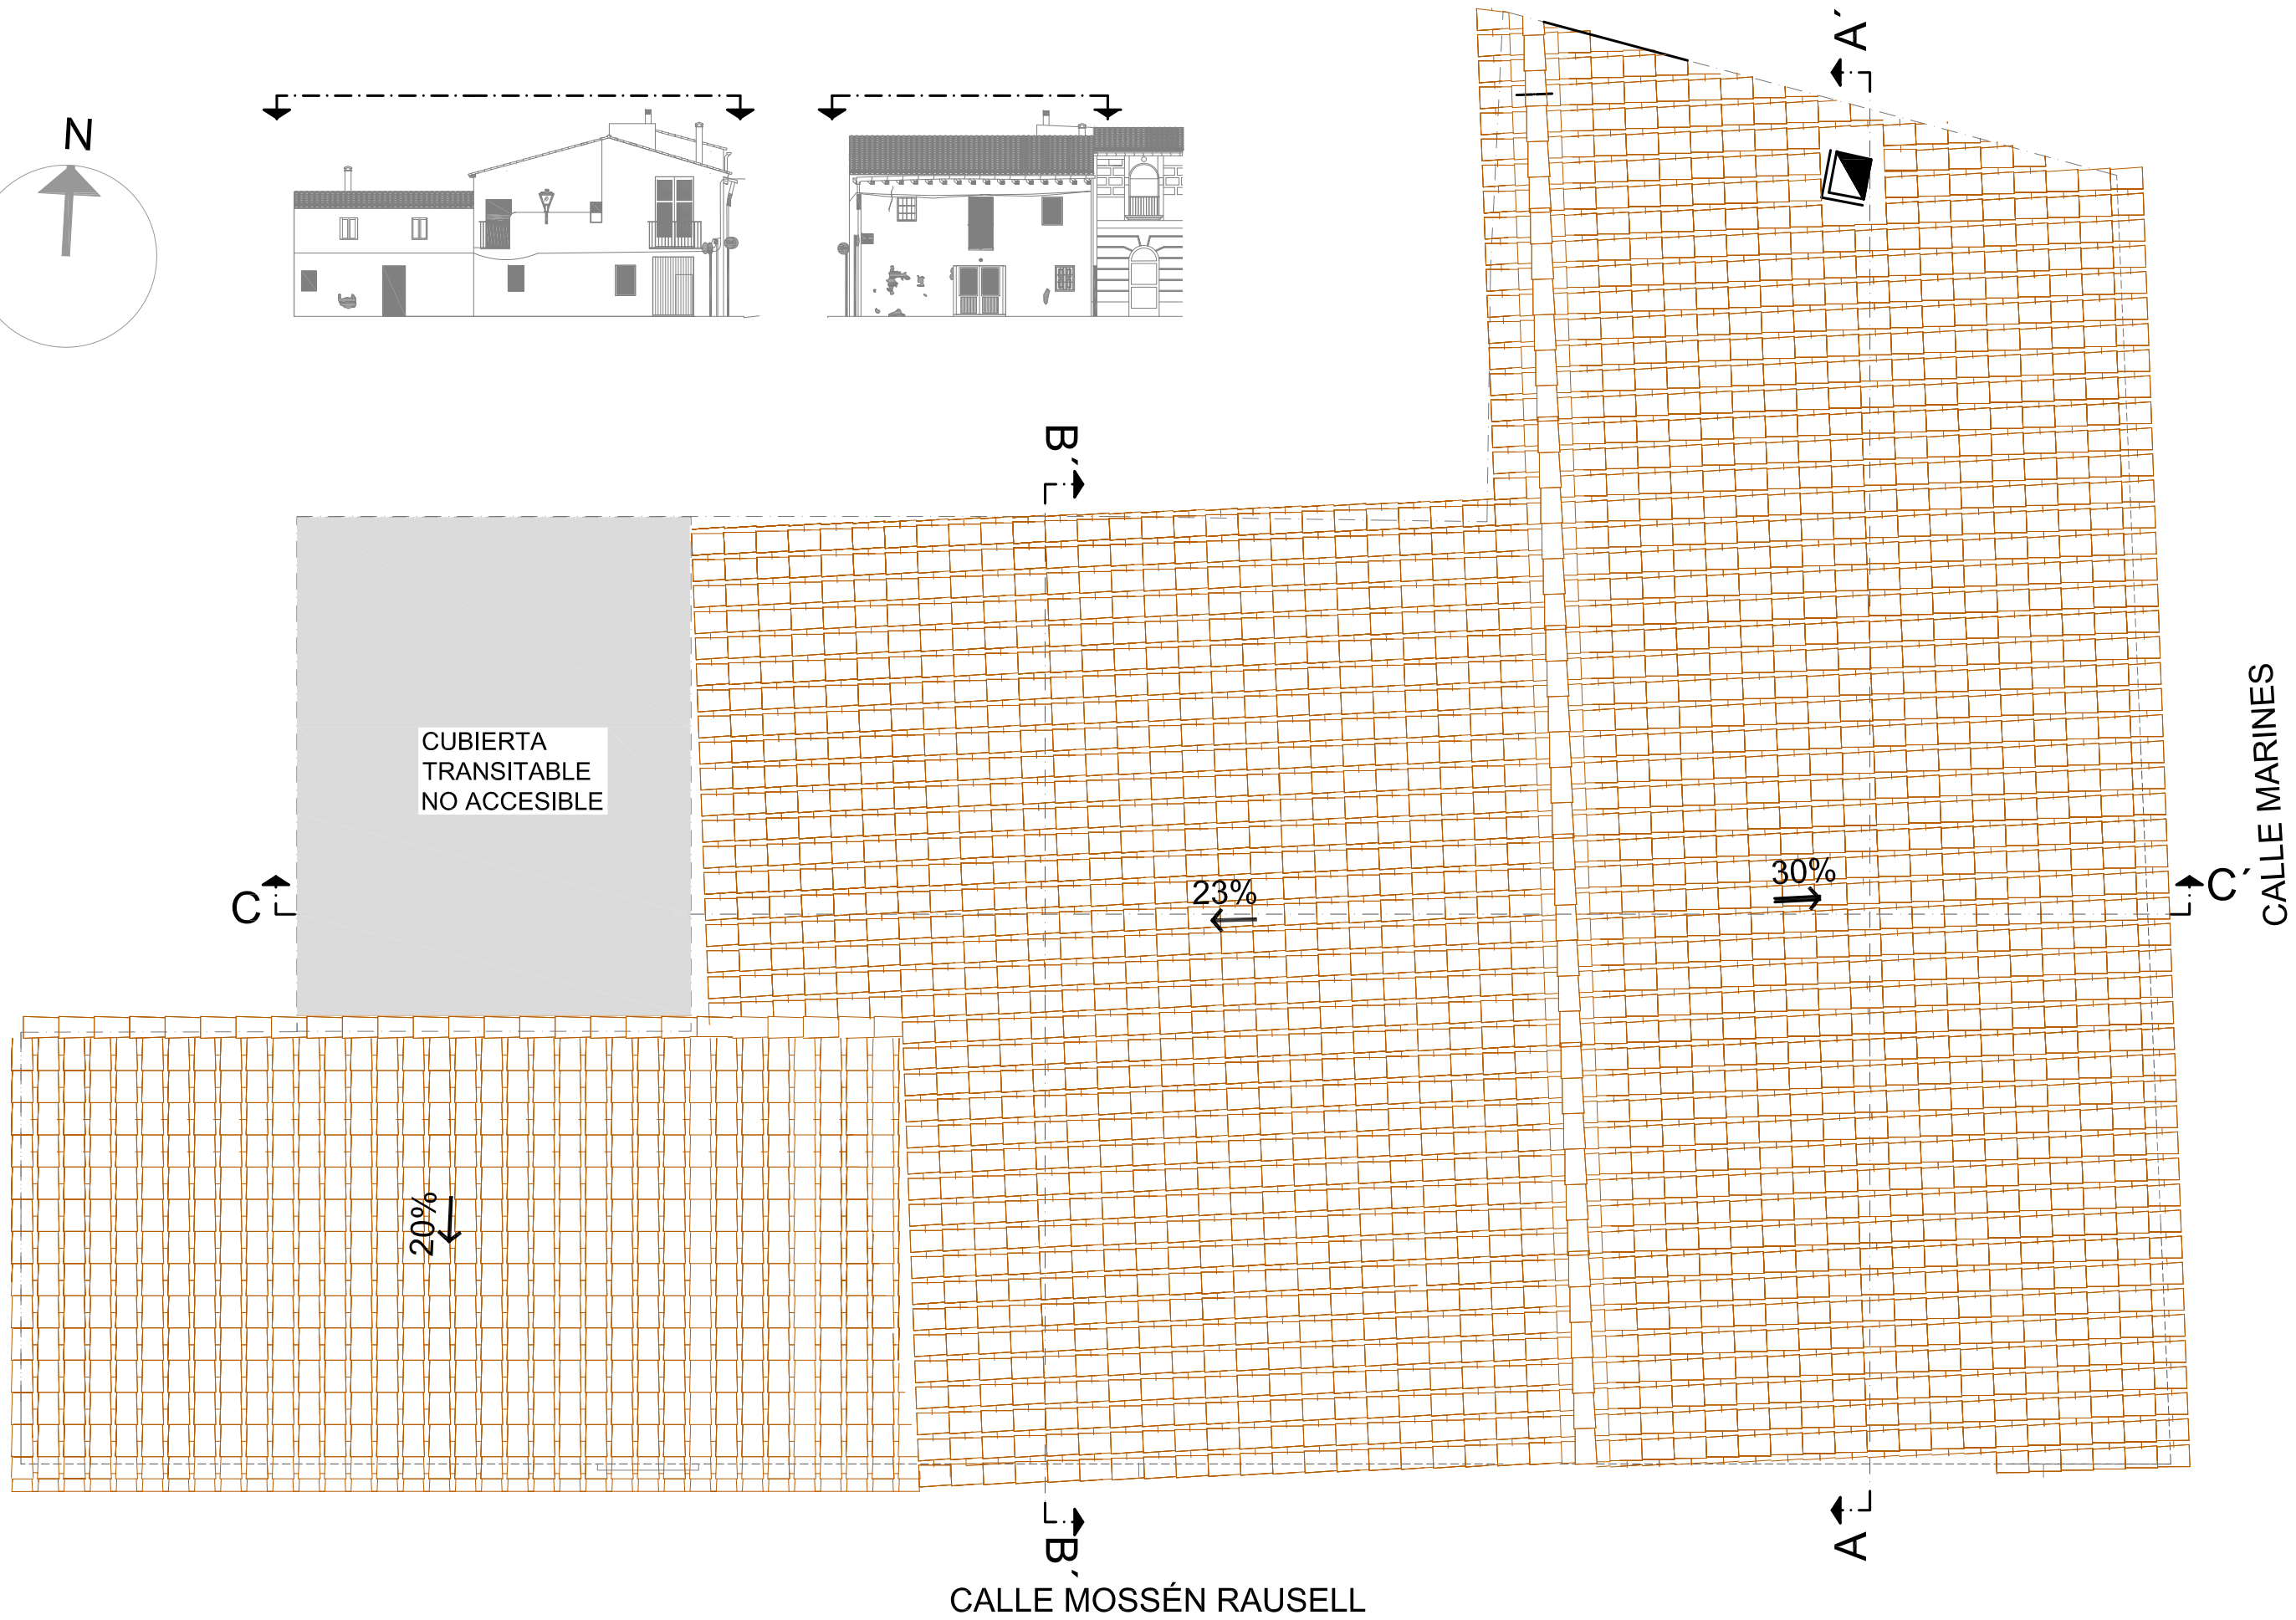 N
A´
B´
CUBIERTA
TRANSITABLE
NO ACCESIBLE
CALLE MARINES
23%
30%
C
C´
20%
B´
A
CALLE MOSSÉN RAUSELL